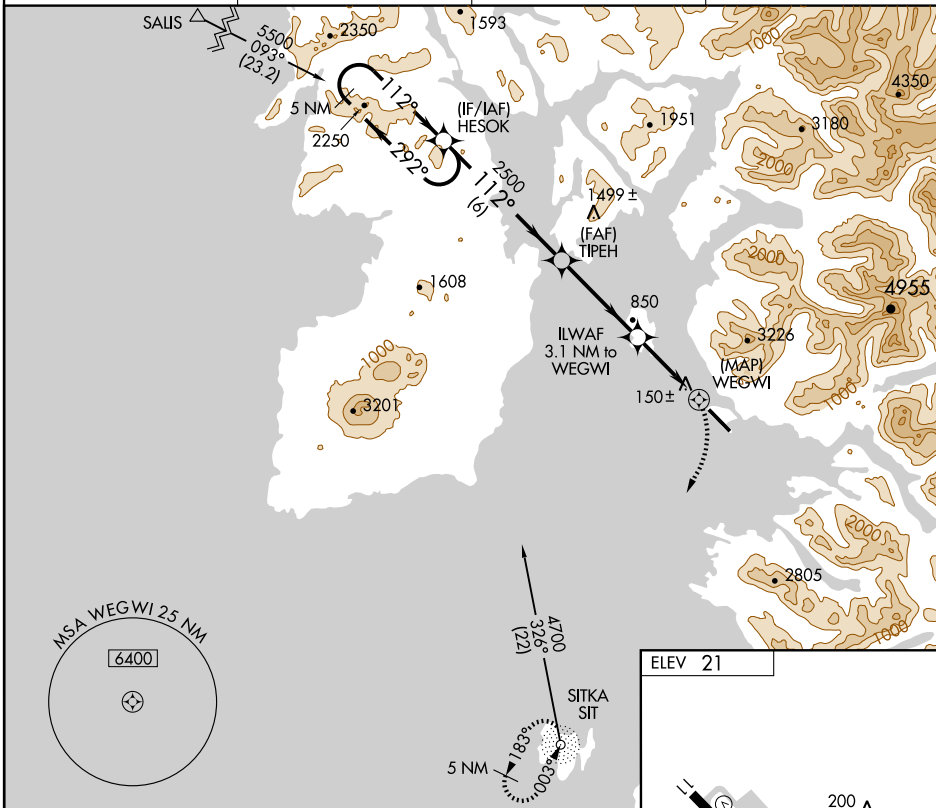 SALIS
5500
093°
(23.2)
2350
1593
1000
4350
5 NM
112°
(IF/IAF)
HESOK
1951
3180
2250
292°
2000
2500
112°
(6)
1499 ±
(FAF)
TIPEH
2000
4955
1608
850
ILWAF
3.1 NM to
WEGWI
3226
(MAP)
WEGWI
1000
150 ±
1000
3201
2000
2805
1000
4700
326°
(22)
MSA WEGWI 25 NM
6400
SITKA
SIT
183°
003°
5 NM
ELEV 21
11
200